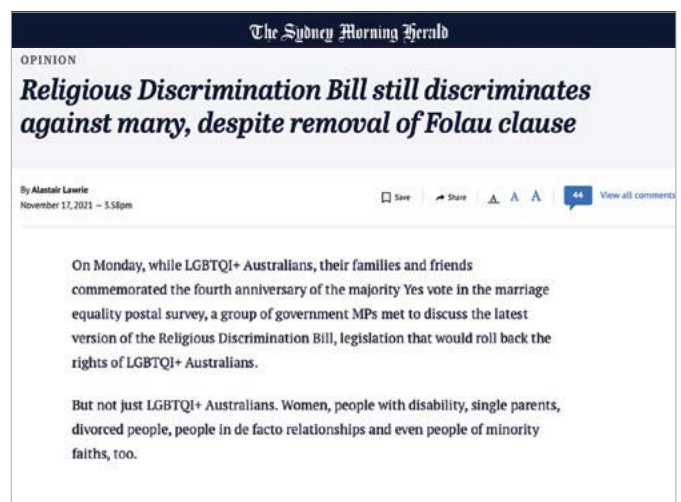 The Sydney Morning Herald
OPINION
Religious Discrimination Bill still discriminates
against many, despite removal of Folau clause
By Alastair Lawrie
November 17, 2021 — 3.58pm
Save
Share
A A A
44
View all comments
On Monday, while LGBTQI+ Australians, their families and friends
commemorated the fourth anniversary of the majority Yes vote in the marriage
equality postal survey, a group of government MPs met to discuss the latest
version of the Religious Discrimination Bill, legislation that would roll back the
rights of LGBTQI+ Australians.
But not just LGBTQI+ Australians. Women, people with disability, single parents,
divorced people, people in de facto relationships and even people of minority
faiths, too.